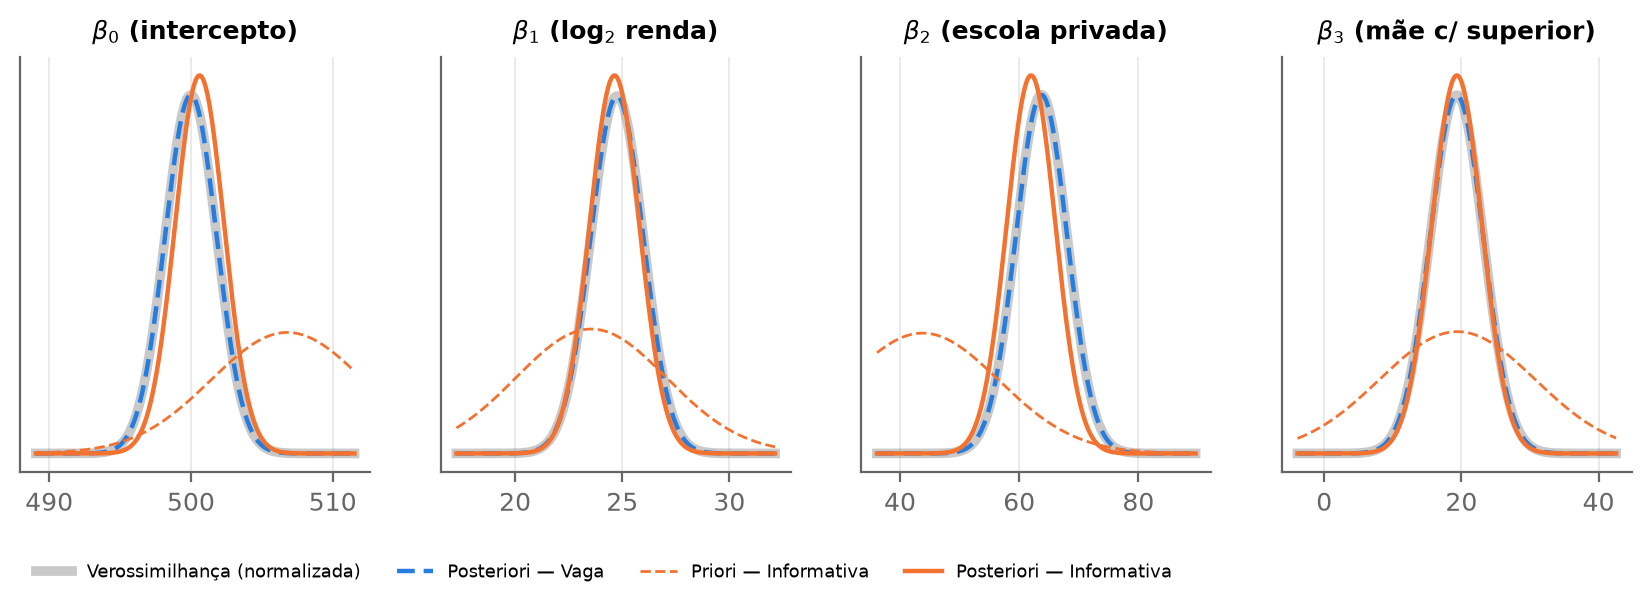 β₀ (intercepto)
β₁ (log₂ renda)
β₂ (escola privada)
β₃ (mãe c/ superior)
490 500 510
20 25 30
40 60 80
0 20 40
Verossimilhança (normalizada)
Posteriori — Vaga
Priori — Informativa
Posteriori — Informativa